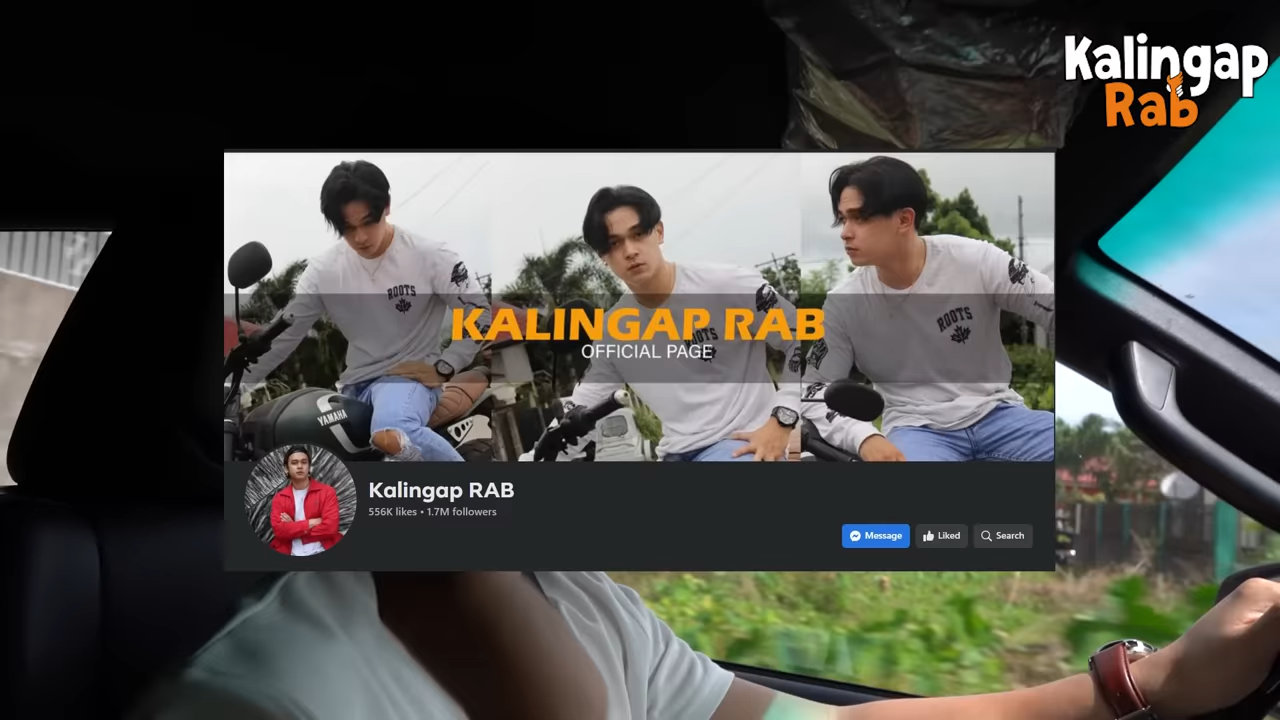 Kalingap
Rab
ROOTS
ROOTS
ROOTS
YAMAHA
KALINGAP RAB
OFFICIAL PAGE
Kalingap RAB
556K likes • 1.7M followers
Message
Liked
Search